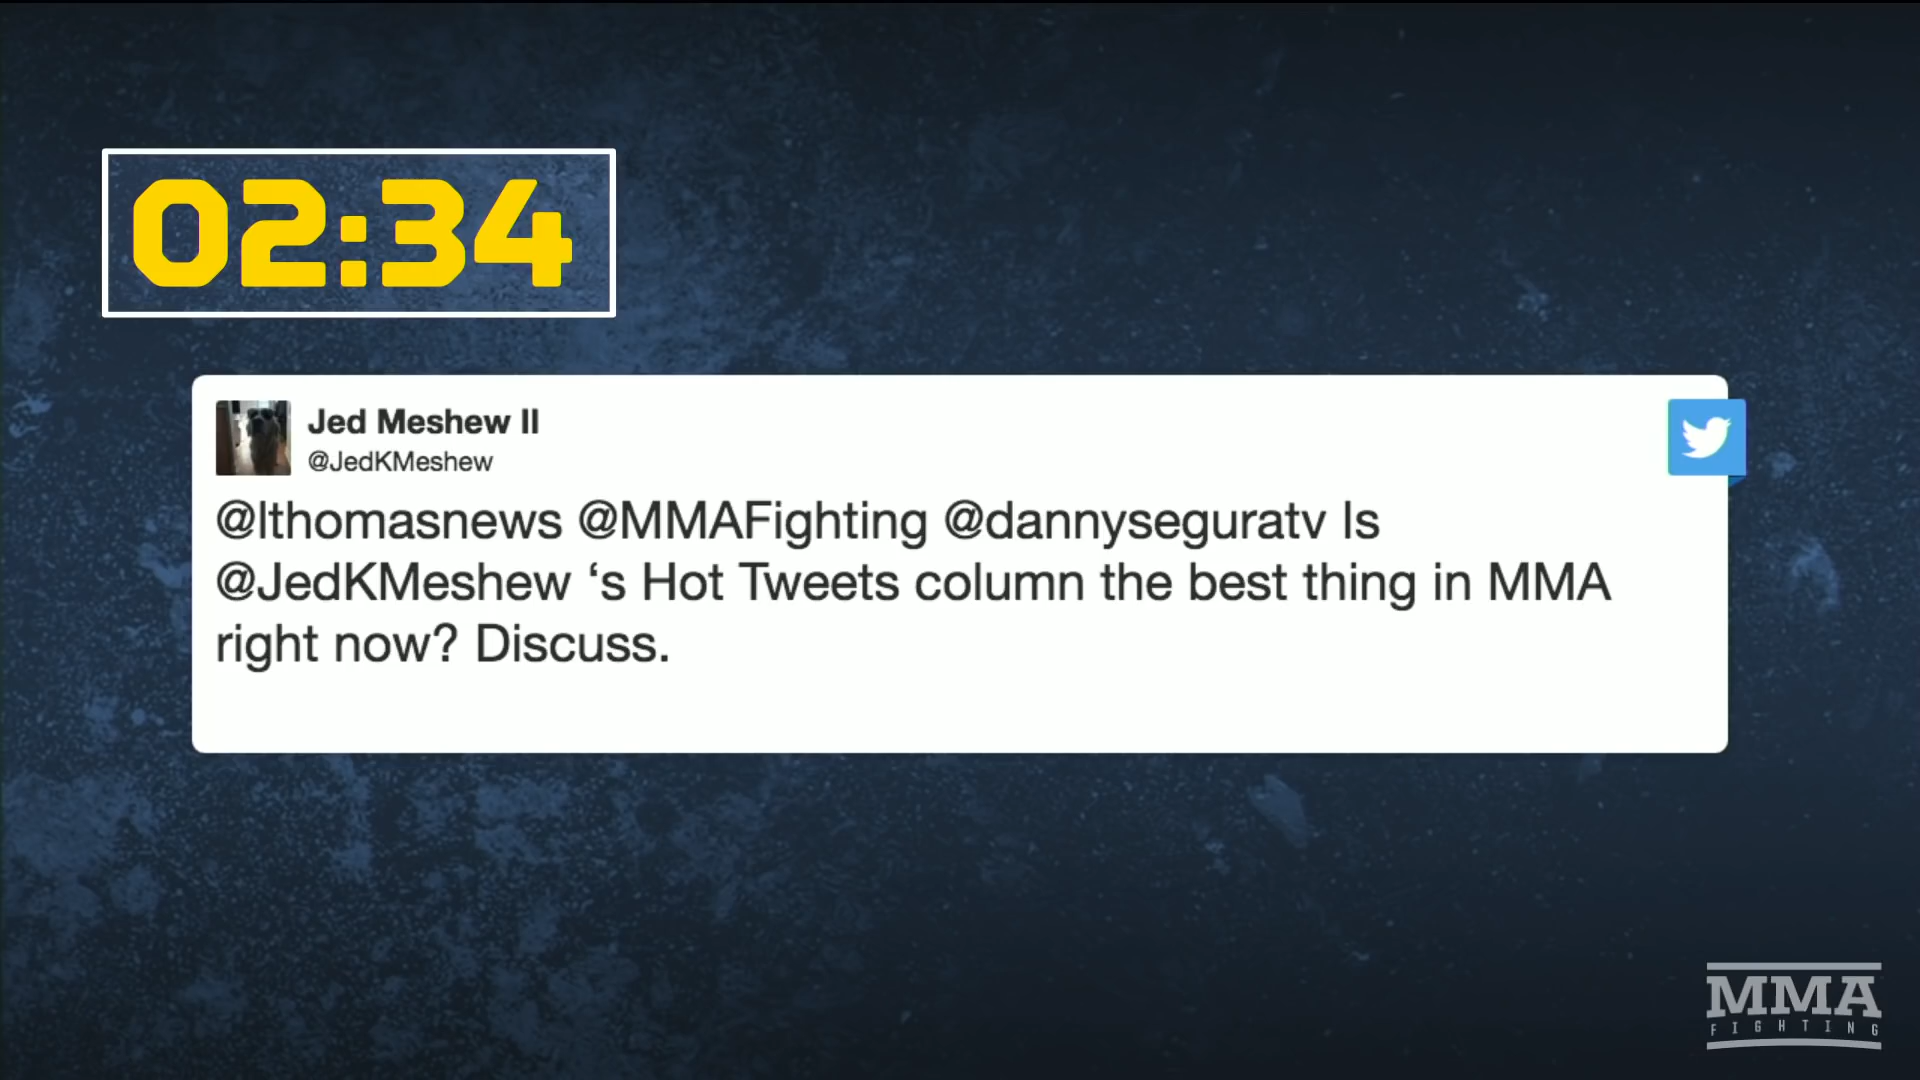 02:34
Jed Meshew II
@JedKMeshew
@lthomasnews @MMAFighting @dannyseguratv Is
@JedKMeshew ‘s Hot Tweets column the best thing in MMA
right now? Discuss.
MMA
FIGHTING